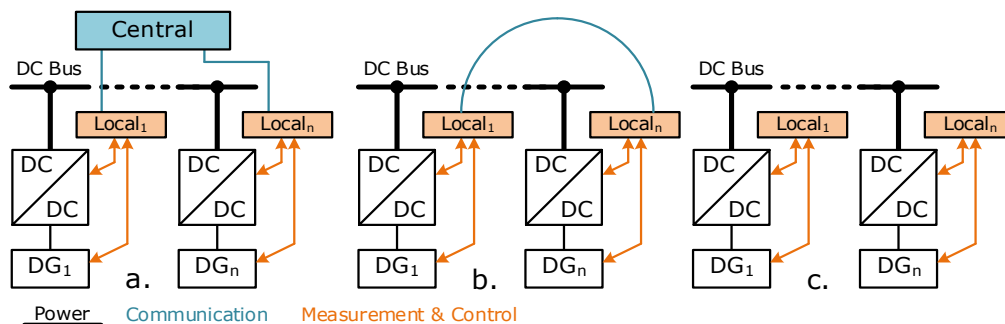 Central
DC Bus
DC Bus
DC Bus
Local₁
Localₙ
Local₁
Localₙ
Local₁
Localₙ
DC
DC
DC
DC
DC
DC
DC
DC
DC
DC
DC
DC
DG₁
DGₙ
DG₁
DGₙ
DG₁
DGₙ
a.
b.
c.
Power
Communication
Measurement & Control